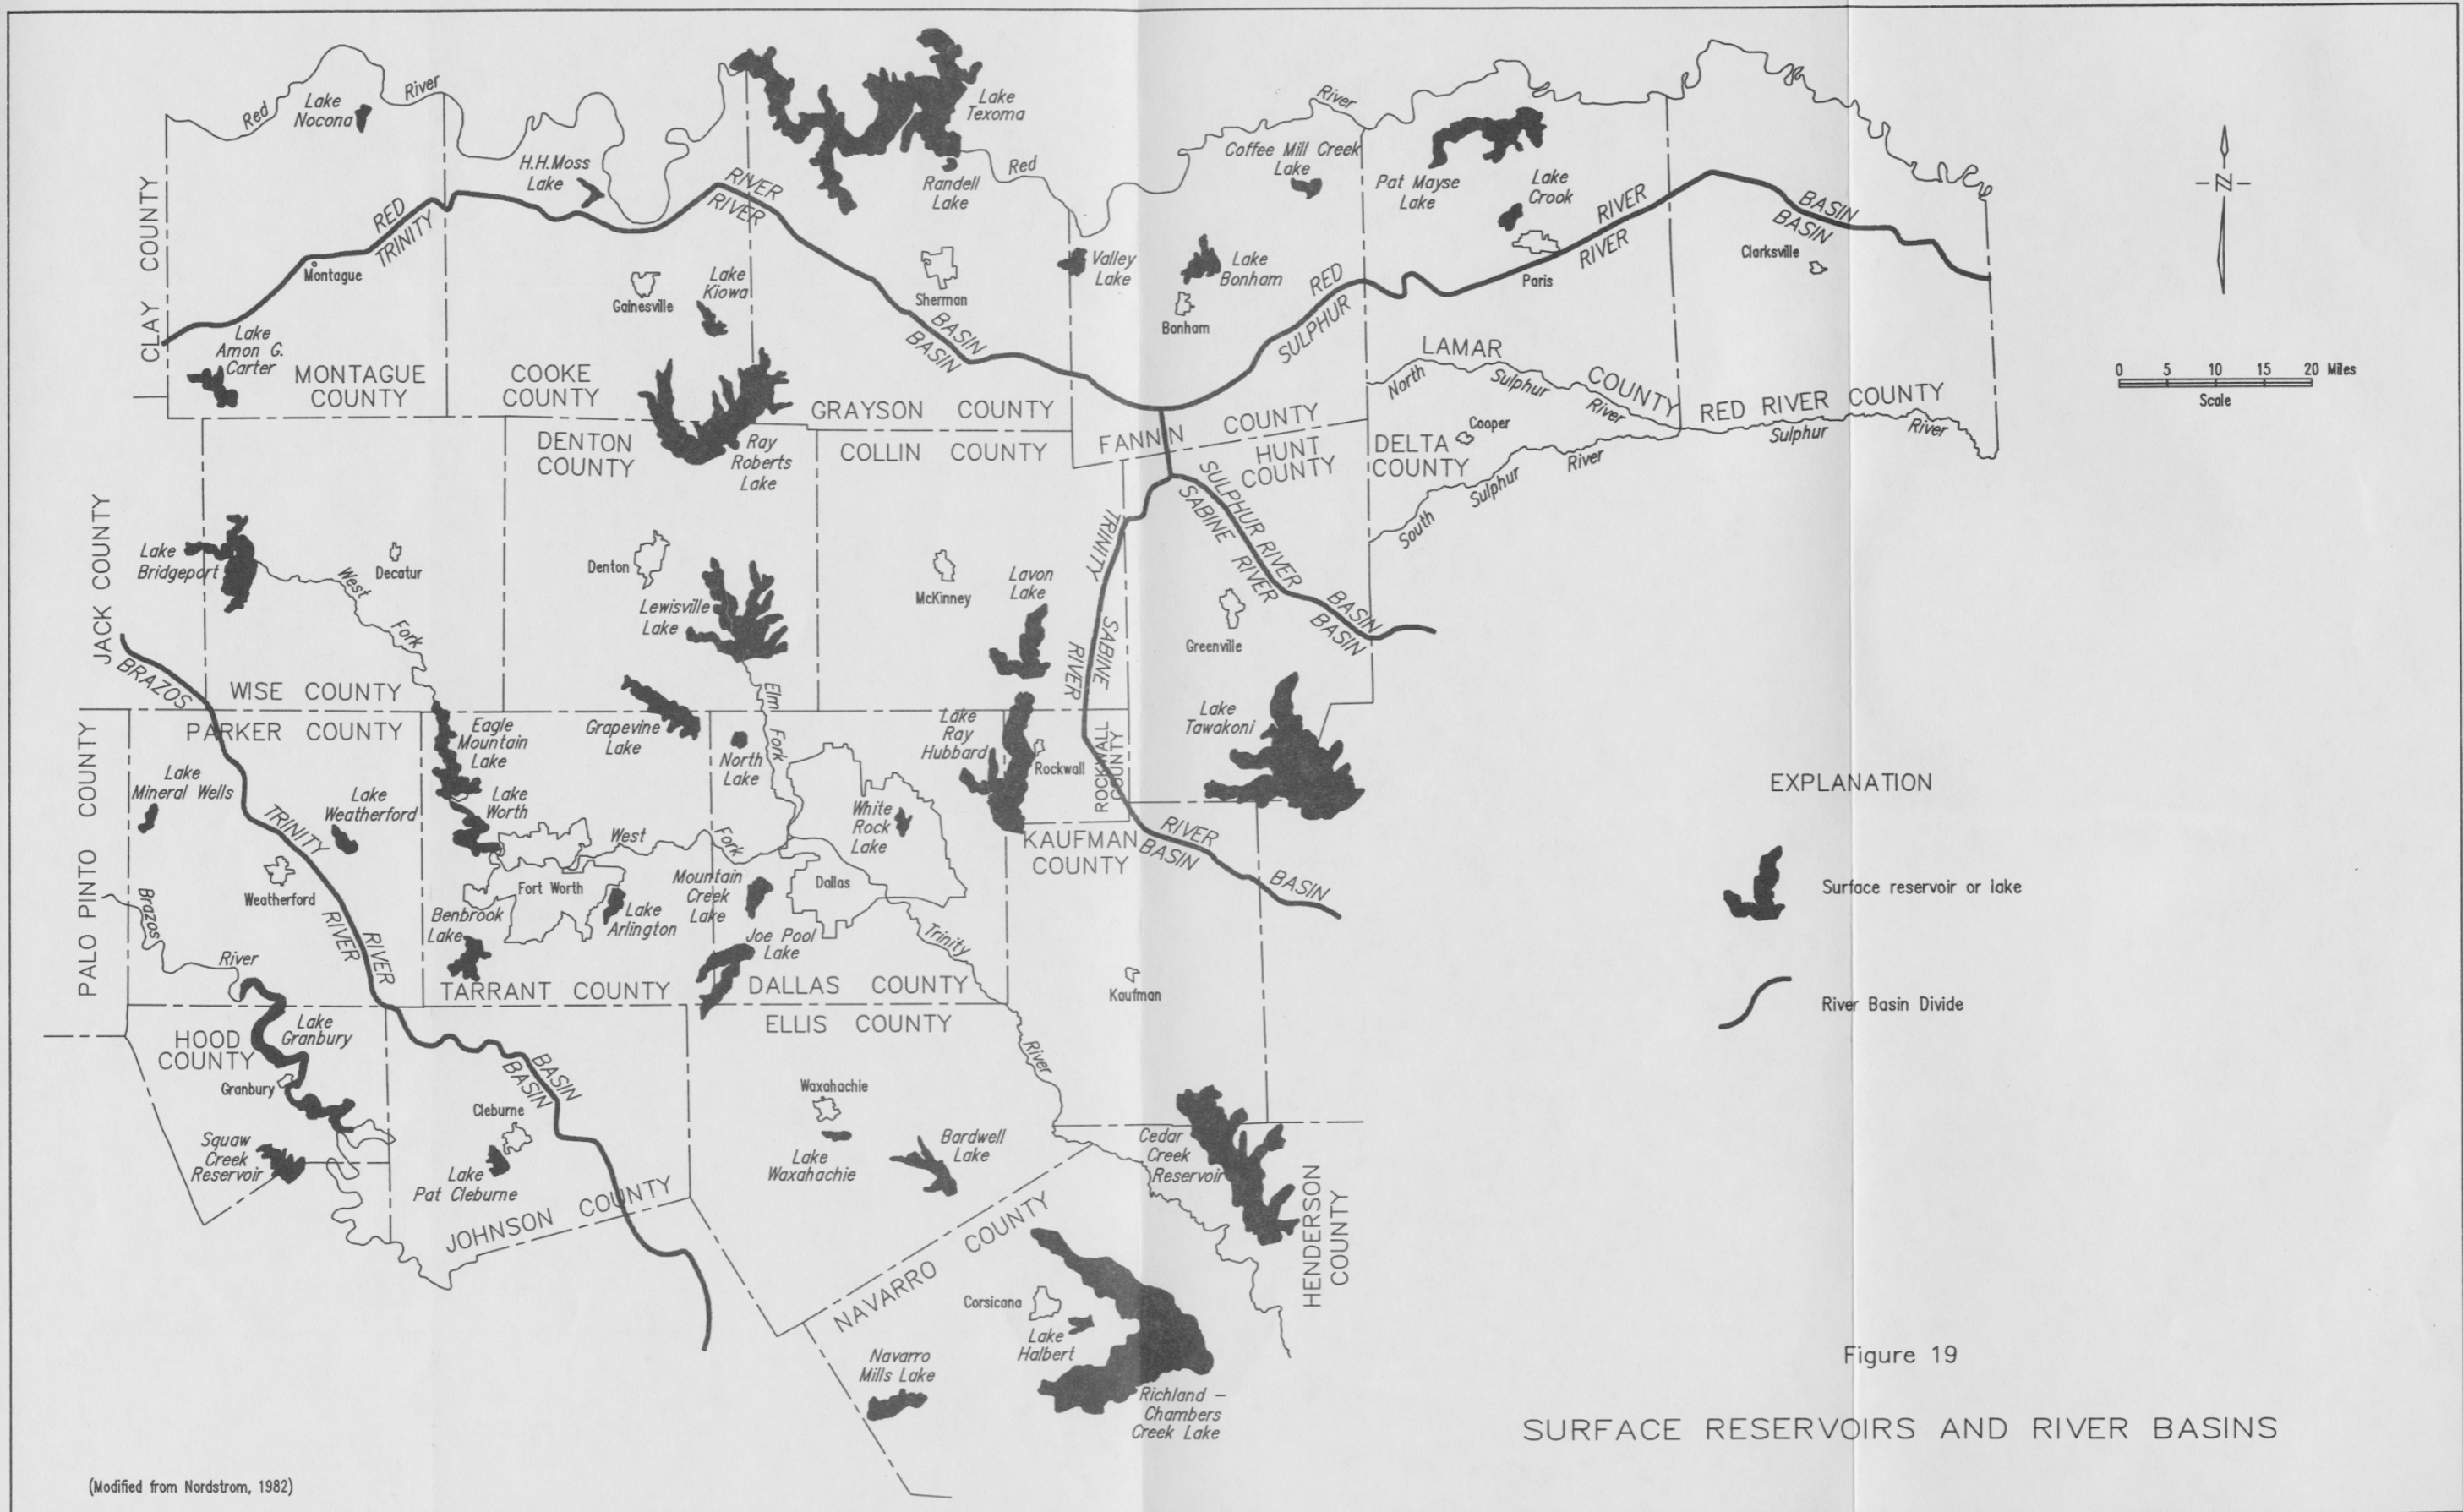 Red
River
Lake
Nocona
H.H.Moss
Lake
Lake
Texoma
Randell
Lake
Red
River
Coffee Mill Creek
Lake
Pat Mayse
Lake
Lake
Crook
CLAY COUNTY
RED
TRINITY
RIVER
RIVER
BASIN
BASIN
RED
SULPHUR
RIVER
RIVER
BASIN
BASIN
Montague
Gainesville
Lake
Kiowa
Sherman
Valley
Lake
Lake
Bonham
Bonham
Paris
Clarksville
N
0 5 10 15 20 Miles
Scale
Lake
Amon G.
Carter
MONTAGUE
COUNTY
COOKE
COUNTY
GRAYSON COUNTY
FANNIN COUNTY
LAMAR
COUNTY
RED RIVER COUNTY
North
Sulphur
River
Sulphur
River
DENTON
COUNTY
Ray
Roberts
Lake
COLLIN COUNTY
HUNT
COUNTY
DELTA
COUNTY
Cooper
South
Sulphur
River
JACK COUNTY
Lake
Bridgeport
West
Fork
Decatur
Denton
Lewisville
Lake
McKinney
Lavon
Lake
TRINITY
RIVER
SABINE
SULPHUR RIVER
SABINE RIVER
BASIN
BASIN
Greenville
BRAZOS
WISE COUNTY
PARKER COUNTY
PALO PINTO COUNTY
Lake
Mineral Wells
Lake
Weatherford
TRINITY
RIVER
RIVER
Weatherford
Eagle
Mountain
Lake
Lake
Worth
Grapevine
Lake
Elm
Fork
North
Lake
White
Rock
Lake
Lake
Ray
Hubbard
Rockwall
ROCKWALL
COUNTY
Lake
Tawakoni
EXPLANATION
Surface reservoir or lake
River Basin Divide
West
Fork
Fort Worth
Dallas
Mountain
Creek
Lake
Benbrook
Lake
Lake
Arlington
Joe Pool
Lake
KAUFMAN
COUNTY
RIVER
BASIN
BASIN
Brazos
River
Trinity
River
TARRANT COUNTY
DALLAS COUNTY
ELLIS COUNTY
Kaufman
HOOD
COUNTY
Lake
Granbury
Granbury
BASIN
BASIN
Cleburne
Squaw
Creek
Reservoir
Lake
Pat Cleburne
JOHNSON COUNTY
Waxahachie
Lake
Waxahachie
Bardwell
Lake
Cedar
Creek
Reservoir
HENDERSON
COUNTY
NAVARRO COUNTY
Corsicana
Lake
Halbert
Navarro
Mills Lake
Richland –
Chambers
Creek Lake
Figure 19
SURFACE RESERVOIRS AND RIVER BASINS
(Modified from Nordstrom, 1982)